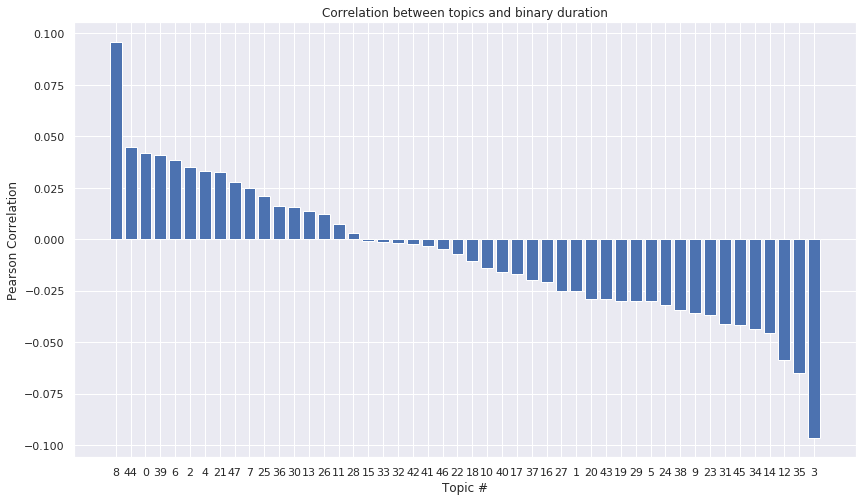 Correlation between topics and binary duration
Pearson Correlation
0.100
0.075
0.050
0.025
0.000
−0.025
−0.050
−0.075
−0.100
8 44 0 39 6 2 4 21 47 7 25 36 30 13 26 11 28 15 33 32 42 41 46 22 18 10 40 17 37 16 27 1 20 43 19 29 5 24 38 9 23 31 45 34 14 12 35 3
Topic #